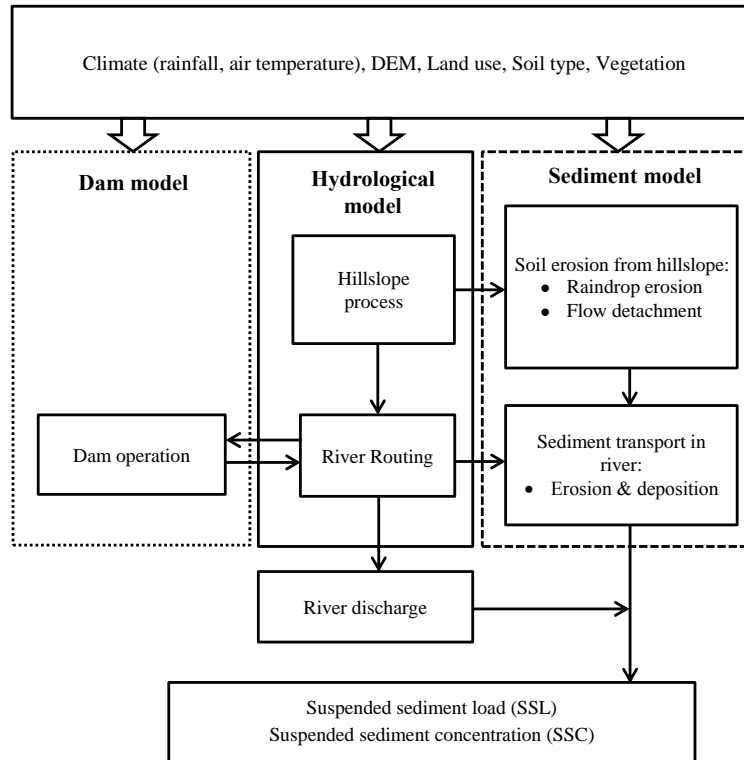 Climate (rainfall, air temperature), DEM, Land use, Soil type, Vegetation
Dam model
Hydrological
model
Sediment model
Hillslope
process
Soil erosion from hillslope:
● Raindrop erosion
● Flow detachment
Dam operation
River Routing
Sediment transport in
river:
● Erosion & deposition
River discharge
Suspended sediment load (SSL)
Suspended sediment concentration (SSC)